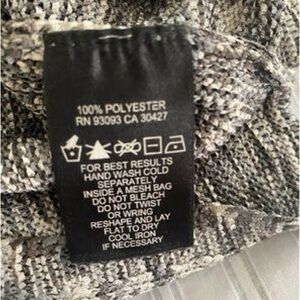 100% POLYESTER
RN 93093 CA 30427
FOR BEST RESULTS
HAND WASH COLD
SEPARATELY
INSIDE A MESH BAG
DO NOT BLEACH
DO NOT TWIST
OR WRING
RESHAPE AND LAY
FLAT TO DRY
COOL IRON
IF NECESSARY